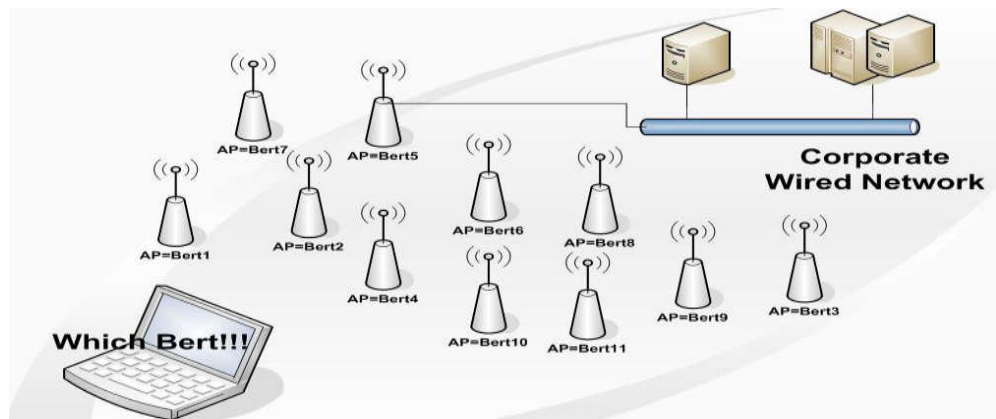 AP=Bert7
AP=Bert5
Corporate
Wired Network
AP=Bert1
AP=Bert2
AP=Bert6
AP=Bert8
AP=Bert4
AP=Bert9
AP=Bert3
Which Bert!!!
AP=Bert10
AP=Bert11